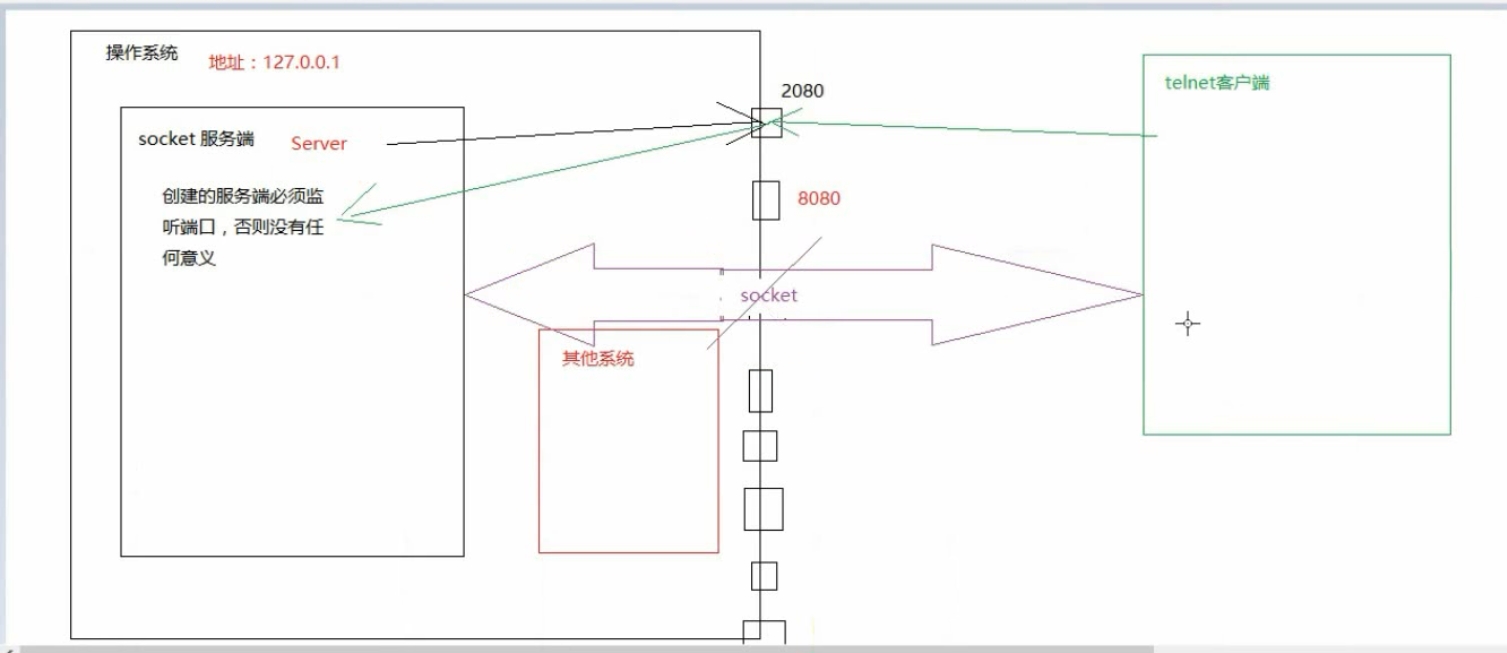 操作系统
地址：127.0.0.1
2080
telnet客户端
socket 服务端 Server
创建的服务端必须监
听端口，否则没有任
何意义
8080
socket
其他系统